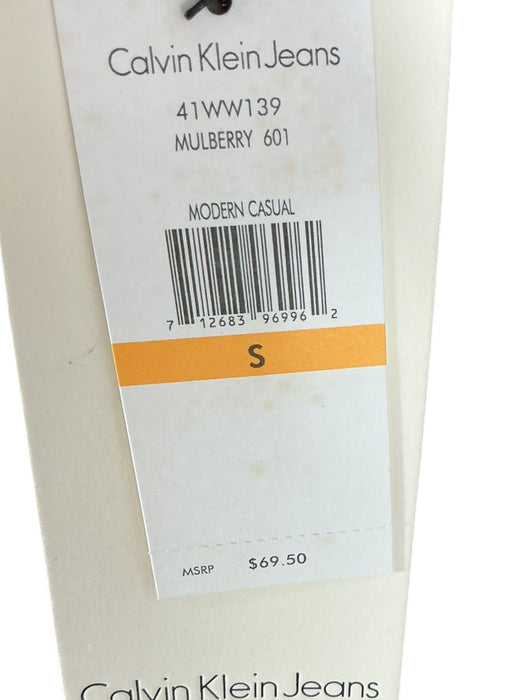 Calvin Klein Jeans
41WW139
MULBERRY 601
MODERN CASUAL
7 12683 96996 2
S
MSRP $69.50
Calvin Klein Jeans